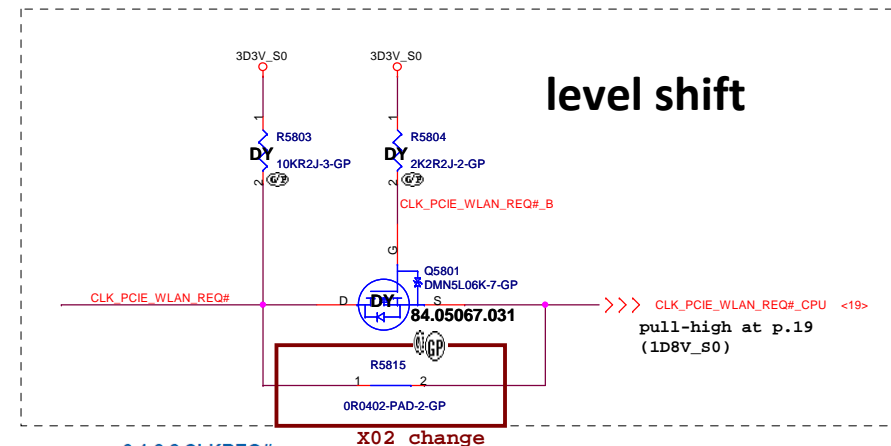 3D3V_S0
3D3V_S0
level shift
1
1
R5803
R5804
DY
DY
10KR2J-3-GP
2K2R2J-2-GP
2
2
CLK_PCIE_WLAN_REQ#_B
G
Q5801
DMN5L06K-7-GP
CLK_PCIE_WLAN_REQ#
D
DY
S
CLK_PCIE_WLAN_REQ#_CPU <19>
84.05067.031
pull-high at p.19
(1D8V_S0)
GP
R5815
1
2
0R0402-PAD-2-GP
X02 change